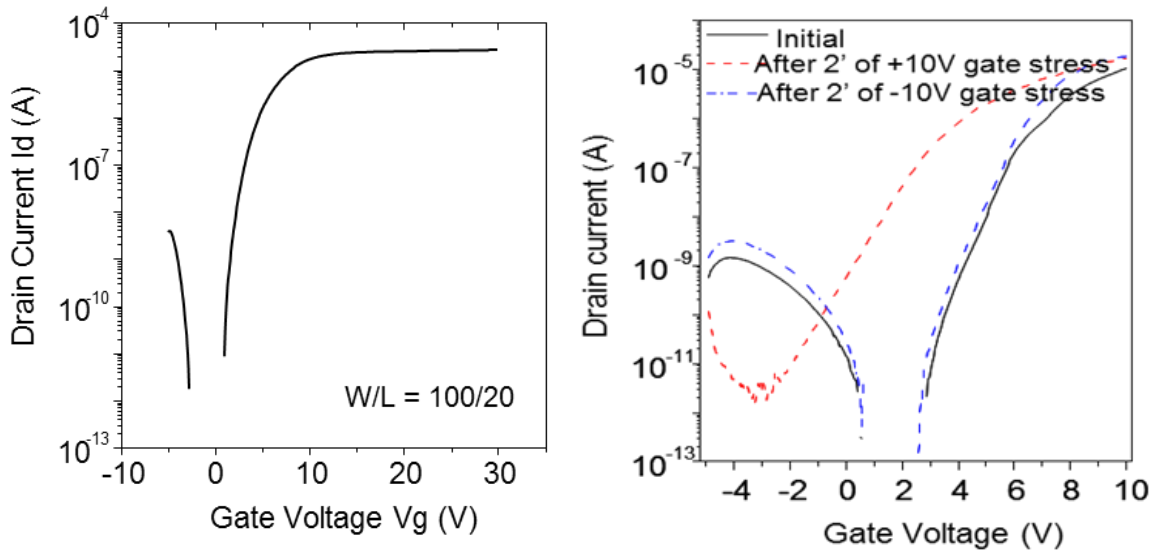 10-4
10-7
10-10
10-13
Drain Current Id (A)
W/L = 100/20
-10 0 10 20 30
Gate Voltage Vg (V)
Initial
After 2' of +10V gate stress
After 2' of -10V gate stress
10-5
10-7
10-9
10-11
10-13
Drain current (A)
-4 -2 0 2 4 6 8 10
Gate Voltage (V)